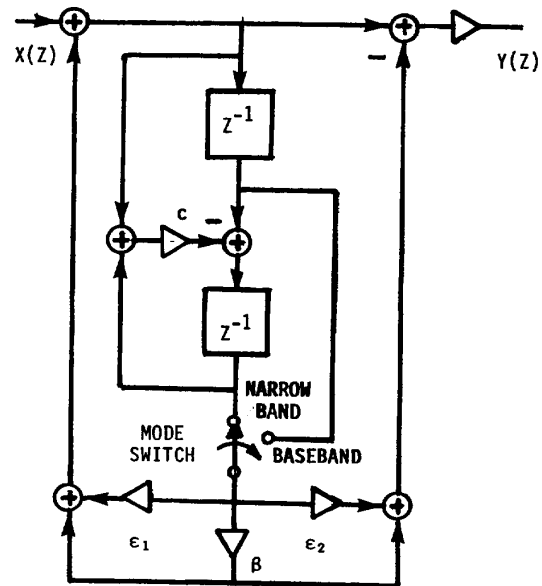 X(Z)
Y(Z)
Z⁻¹
c
Z⁻¹
NARROW
BAND
MODE
SWITCH
BASEBAND
ε₁
β
ε₂